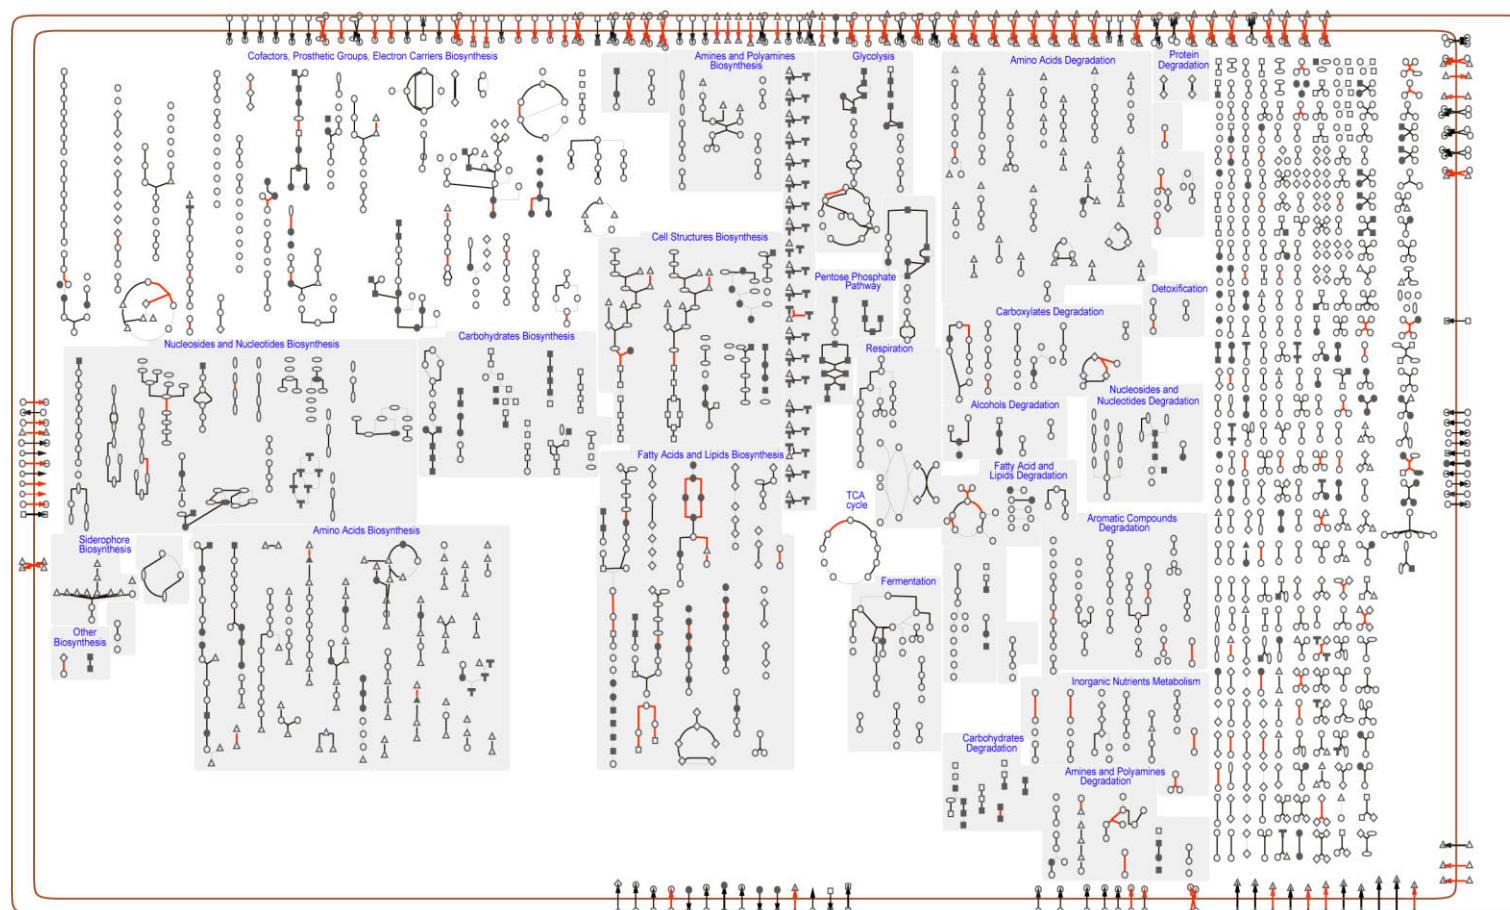 Cofactors, Prosthetic Groups, Electron Carriers Biosynthesis
Amines and Polyamines
Biosynthesis
Glycolysis
Amino Acids Degradation
Protein
Degradation
Cell Structures Biosynthesis
Pentose Phosphate
Pathway
Detoxification
Carboxylates Degradation
Nucleosides and Nucleotides Biosynthesis
Carbohydrates Biosynthesis
Respiration
Alcohols Degradation
Nucleosides and
Nucleotides Degradation
Fatty Acids and Lipids Biosynthesis
Fatty Acid and
Lipids Degradation
TCA
cycle
Aromatic Compounds
Degradation
Amino Acids Biosynthesis
Siderophore
Biosynthesis
Fermentation
Other
Biosynthesis
Inorganic Nutrients Metabolism
Carbohydrates
Degradation
Amines and Polyamines
Degradation